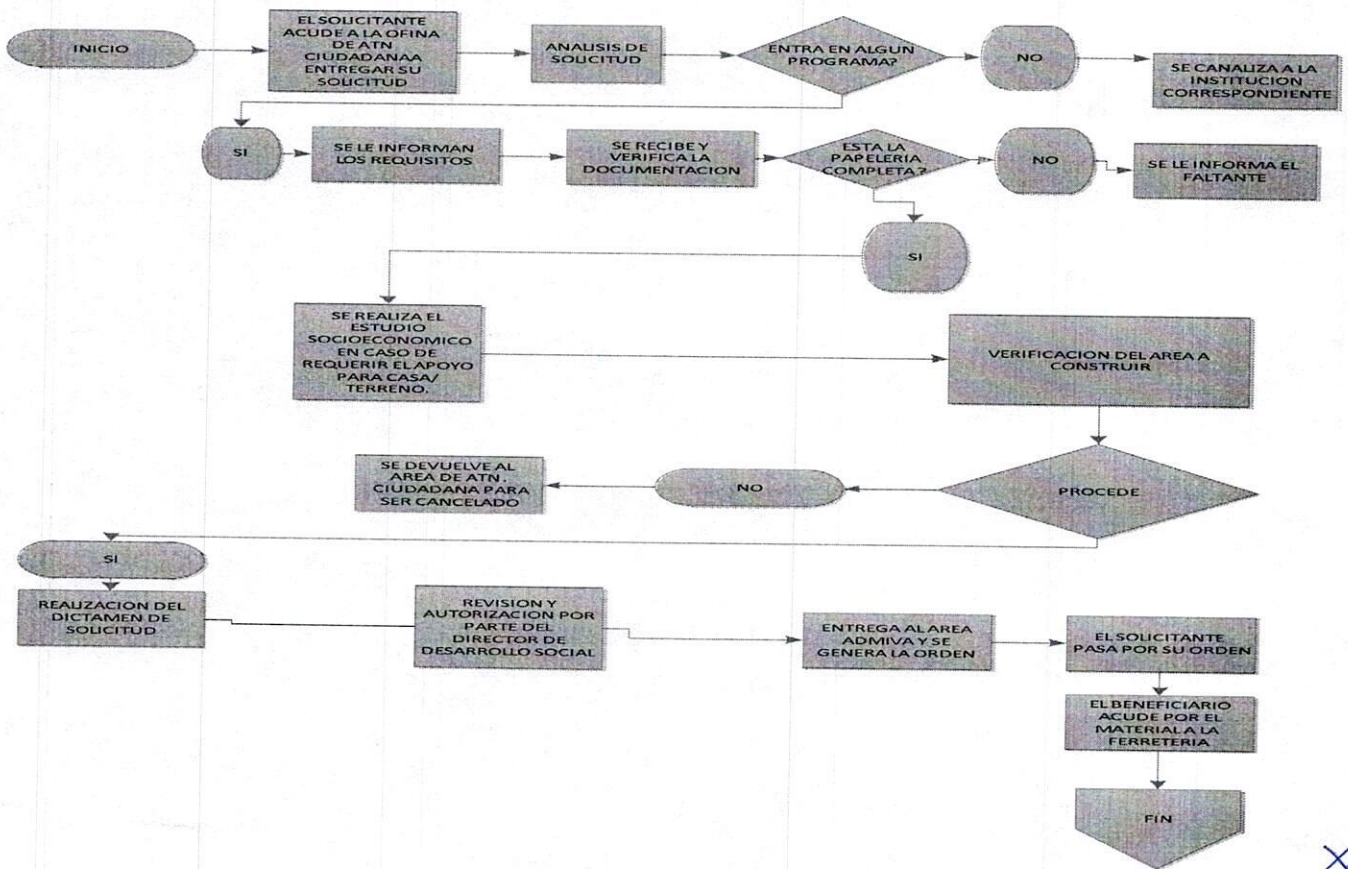 INICIO
EL SOLICITANTE
ACUDE A LA OFINA
DE ATN
CIUDADANAA
ENTREGAR SU
SOLICITUD
ANALISIS DE
SOLICITUD
ENTRA EN ALGUN
PROGRAMA?
NO
SE CANALIZA A LA
INSTITUCION
CORRESPONDIENTE
SI
SE LE INFORMAN
LOS REQUISITOS
SE RECIBE Y
VERIFICA LA
DOCUMENTACION
ESTA LA
PAPELERIA
COMPLETA?
NO
SE LE INFORMA EL
FALTANTE
SI
SE REALIZA EL
ESTUDIO
SOCIOECONOMICO
EN CASO DE
REQUERIR EL APOYO
PARA CASA/
TERRENO.
VERIFICACION DEL AREA A
CONSTRUIR
PROCEDE
NO
SE DEVUELVE AL
AREA DE ATN.
CIUDADANA PARA
SER CANCELADO
SI
REALIZACION DEL
DICTAMEN DE
SOLICITUD
REVISION Y
AUTORIZACION POR
PARTE DEL
DIRECTOR DE
DESARROLLO SOCIAL
ENTREGA AL AREA
ADMIVA Y SE
GENERA LA ORDEN
EL SOLICITANTE
PASA POR SU ORDEN
EL BENEFICIARIO
ACUDE POR EL
MATERIAL A LA
FERRETERIA
FIN